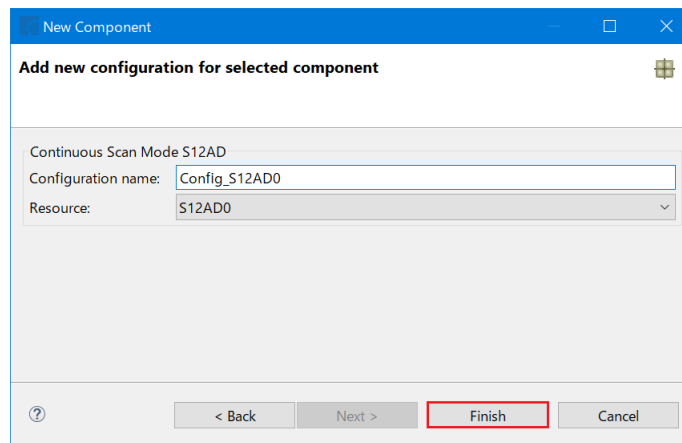 New Component
Add new configuration for selected component
Continuous Scan Mode S12AD
Configuration name: Config_S12AD0
Resource: S12AD0
? < Back Next > Finish Cancel